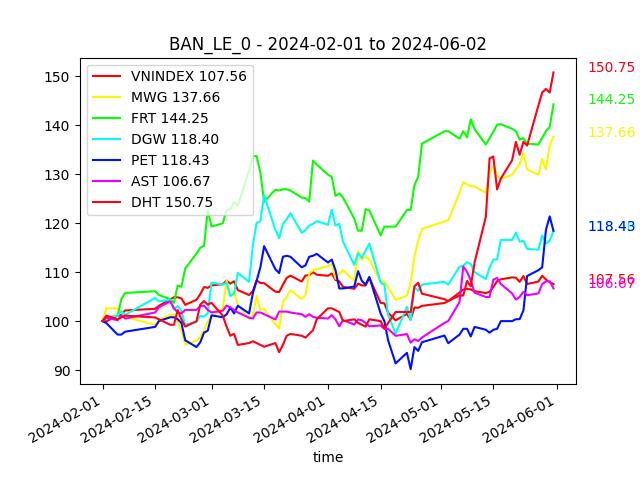 BAN_LE_0 - 2024-02-01 to 2024-06-02
150.75
144.25
137.66
118.43
107.56
106.67
VNINDEX 107.56
MWG 137.66
FRT 144.25
DGW 118.40
PET 118.43
AST 106.67
DHT 150.75
150
140
130
120
110
100
90
2024-02-01
2024-02-15
2024-03-01
2024-03-15
2024-04-01
2024-04-15
2024-05-01
2024-05-15
2024-06-01
time